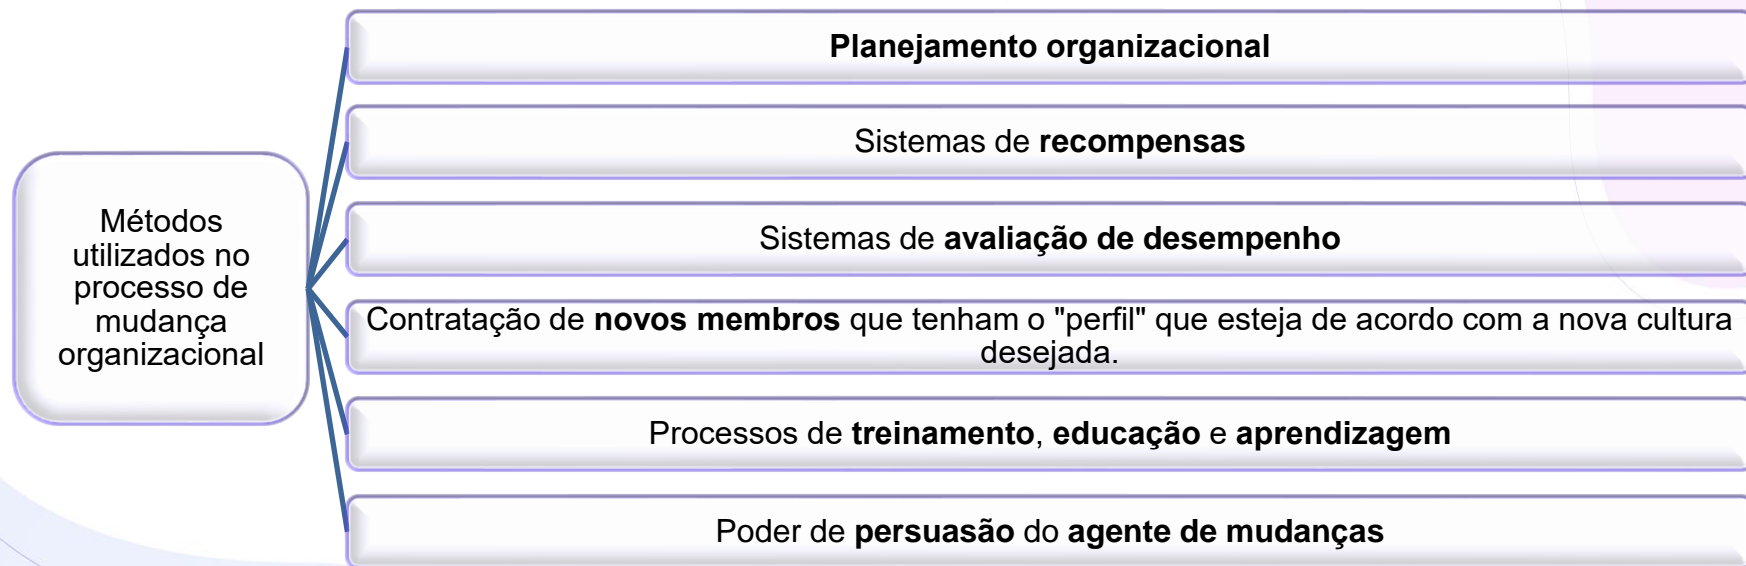 Métodos
utilizados no
processo de
mudança
organizacional
Planejamento organizacional
Sistemas de recompensas
Sistemas de avaliação de desempenho
Contratação de novos membros que tenham o "perfil" que esteja de acordo com a nova cultura
desejada.
Processos de treinamento, educação e aprendizagem
Poder de persuasão do agente de mudanças